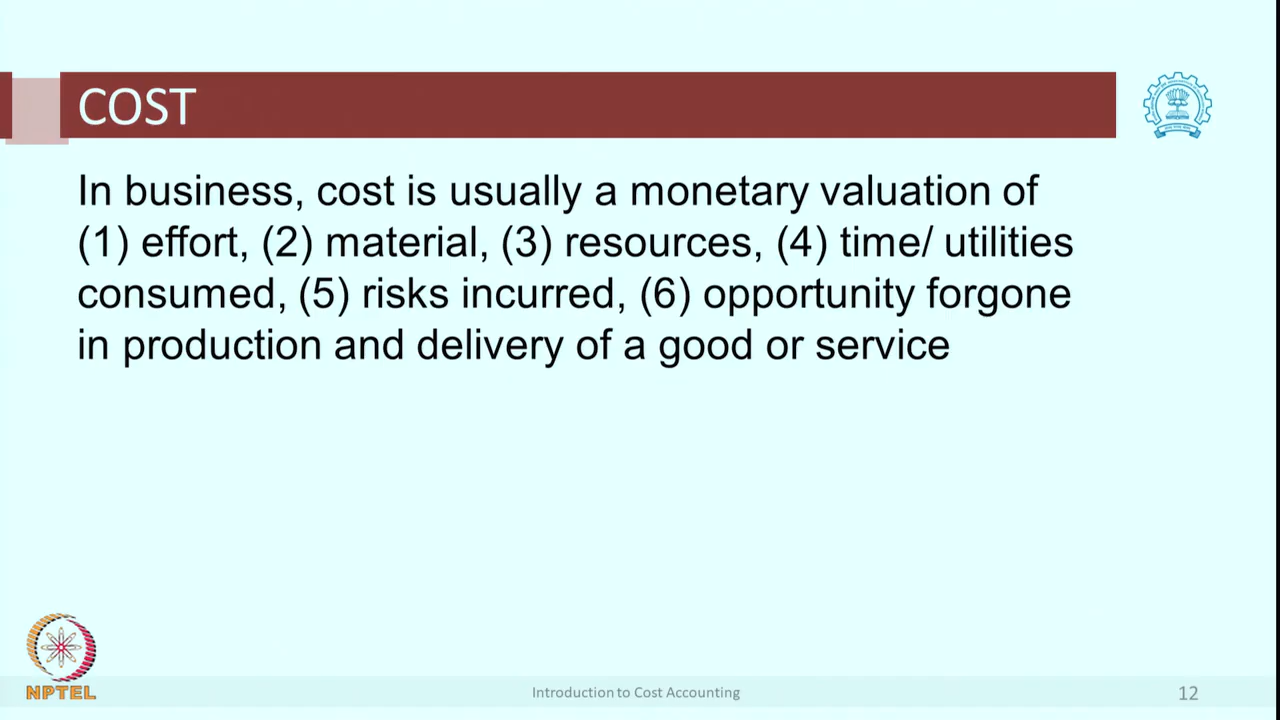 COST
In business, cost is usually a monetary valuation of
(1) effort, (2) material, (3) resources, (4) time/ utilities
consumed, (5) risks incurred, (6) opportunity forgone
in production and delivery of a good or service
NPTEL
Introduction to Cost Accounting
12